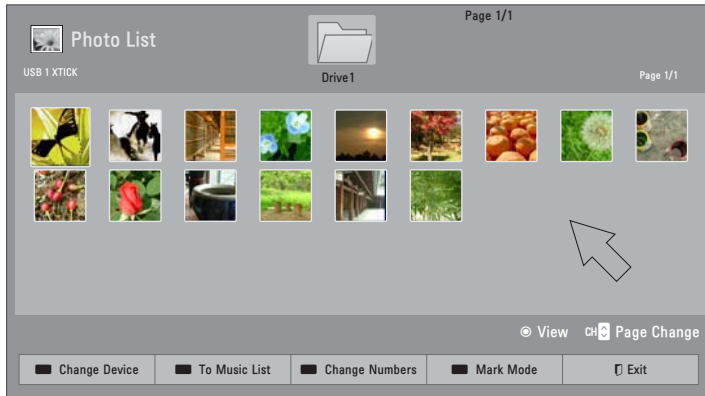 Page 1/1
Photo List
USB 1 XTICK
Drive1
Page 1/1
View CH Page Change
Change Device To Music List Change Numbers Mark Mode Exit